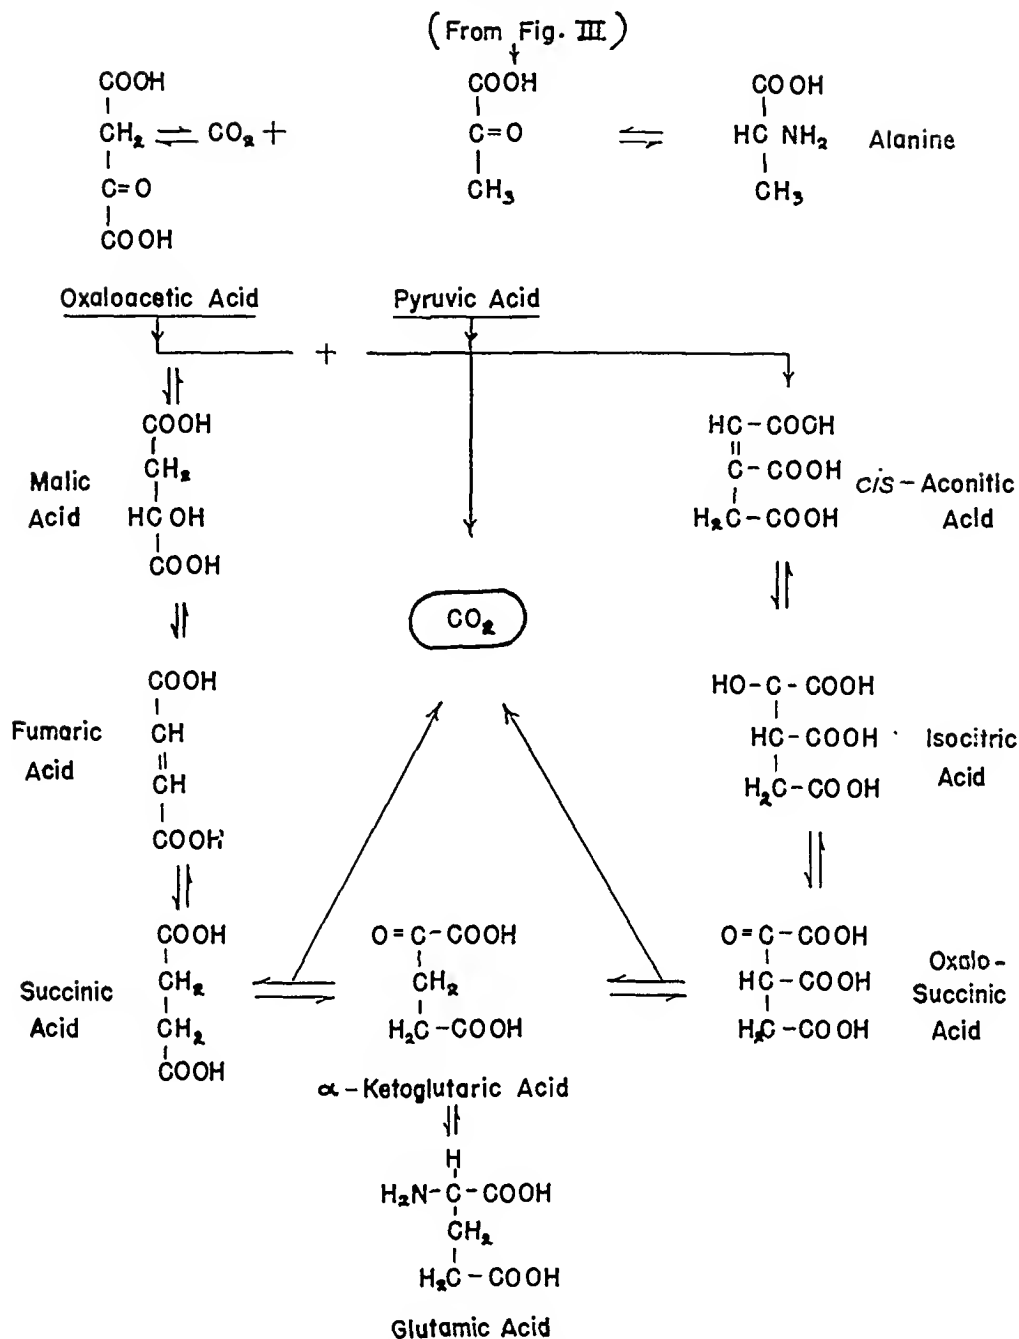 (From Fig. III)
COOH
CH2 ⇌ CO2 +
C=O
COOH
COOH
C=O
CH3
⇌
COOH
HC NH2 Alanine
CH3
Oxaloacetic Acid
Pyruvic Acid
+
COOH
CH2
HCOH
COOH
Malic
Acid
HC-COOH
C-COOH
H2C-COOH
cis-Aconitic
Acid
CO2
COOH
CH
CH
COOH
Fumaric
Acid
HO-C-COOH
HC-COOH
H2C-COOH
Isocitric
Acid
COOH
CH2
CH2
COOH
Succinic
Acid
O=C-COOH
CH2
H2C-COOH
α-Ketoglutaric Acid
O=C-COOH
HC-COOH
H2C-COOH
Oxalo-
Succinic
Acid
H
H2N-C-COOH
CH2
H2C-COOH
Glutamic Acid